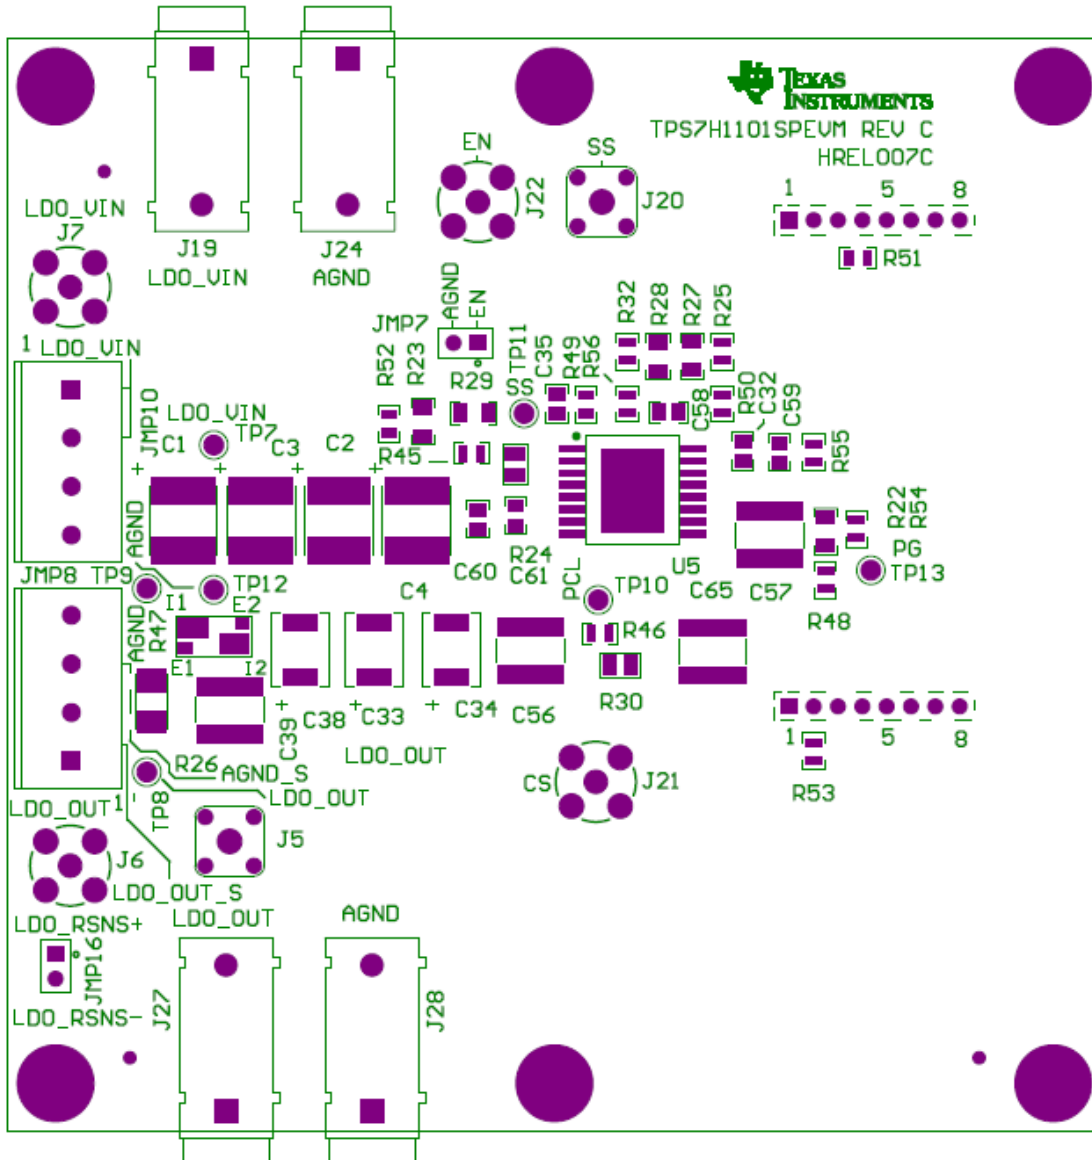 TEXAS
INSTRUMENTS
TPS7H1101SPEVM REV C
HREL007C
EN
SS
J22
J20
1 5 8
R51
LDO_VIN
J7
J19
LDO_VIN
J24
AGND
AGND
EN
JMP7
1 LDO_VIN
JMP10
R52
R23
R29
TP11
SS
C35
R49
R56
R32
R28
R27
R25
C58
R50
C32
C59
R55
LDO_VIN
TP7
C1
C3
C2
R45
+
+
+
+
AGND
R24
C60
C61
PCL
TP10
U5
C65
C57
R22
R54
PG
TP13
R48
JMP8
TP9
I1
TP12
E2
C4
AGND
R47
E1
I2
R46
R30
+
+
+
C39
C38
C33
C34
C56
LDO_OUT
R26
AGND_S
LDO_OUT
1 5 8
R53
CS
J21
LDO_OUT
1
TP8
J5
J6
LDO_OUT_S
LDO_RSNS+
JMP16
LDO_RSNS-
LDO_OUT
AGND
J27
J28